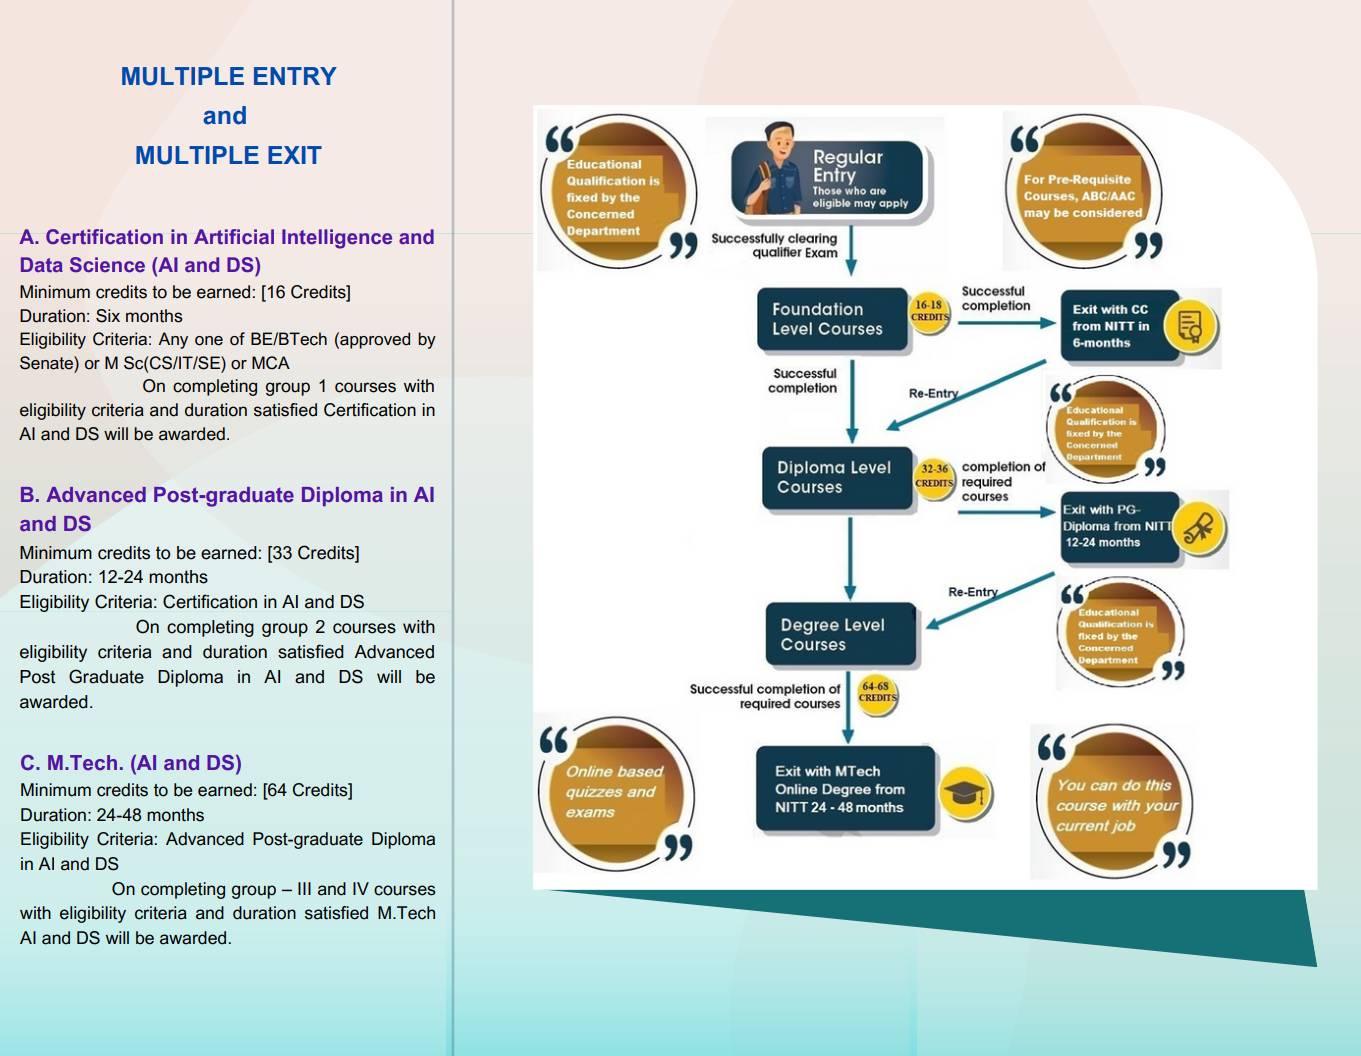 MULTIPLE ENTRY
and
MULTIPLE EXIT
A. Certification in Artificial Intelligence and
Data Science (AI and DS)
Minimum credits to be earned: [16 Credits]
Duration: Six months
Eligibility Criteria: Any one of BE/BTech (approved by
Senate) or M Sc(CS/IT/SE) or MCA
On completing group 1 courses with
eligibility criteria and duration satisfied Certification in
AI and DS will be awarded.
B. Advanced Post-graduate Diploma in AI
and DS
Minimum credits to be earned: [33 Credits]
Duration: 12-24 months
Eligibility Criteria: Certification in AI and DS
On completing group 2 courses with
eligibility criteria and duration satisfied Advanced
Post Graduate Diploma in AI and DS will be
awarded.
C. M.Tech. (AI and DS)
Minimum credits to be earned: [64 Credits]
Duration: 24-48 months
Eligibility Criteria: Advanced Post-graduate Diploma
in AI and DS
On completing group – III and IV courses
with eligibility criteria and duration satisfied M.Tech
AI and DS will be awarded.
“
Educational
Qualification is
fixed by the
Concerned
Department
”
Regular
Entry
Those who are
eligible may apply
“
For Pre-Requisite
Courses, ABC/AAC
may be considered
”
Successfully clearing
qualifier Exam
Foundation
Level Courses
16-18
CREDITS
Successful
completion
Exit with CC
from NITT in
6-months
Successful
completion
Re-Entry
“
Educational
Qualification is
fixed by the
Concerned
Department
”
Diploma Level
Courses
32-36
CREDITS
completion of
required
courses
Exit with PG-
Diploma from NITT
12-24 months
Re-Entry
“
Educational
Qualification is
fixed by the
Concerned
Department
”
Degree Level
Courses
Successful completion of
required courses
64-68
CREDITS
“
Online based
quizzes and
exams
”
Exit with MTech
Online Degree from
NITT 24 - 48 months
“
You can do this
course with your
current job
”